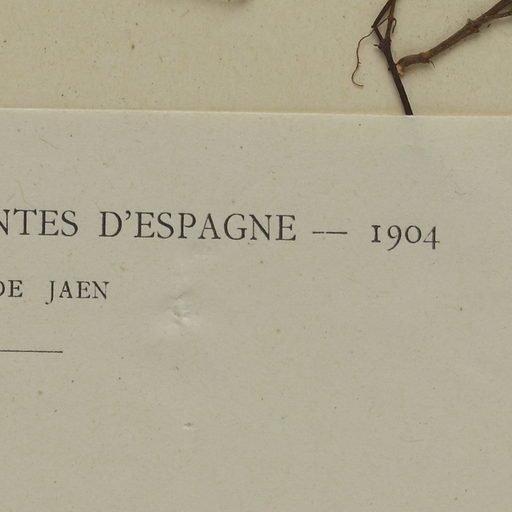 NTES D'ESPAGNE — 1904
DE JAEN